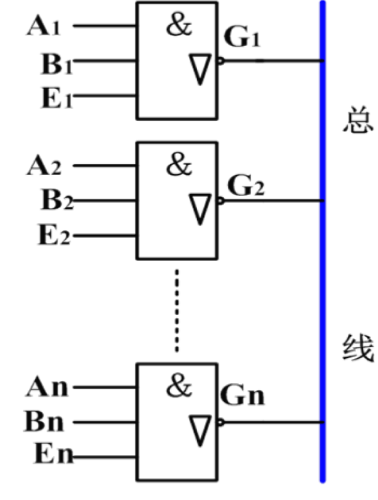 A1 & G1
B1
E1
总
A2 & G2
B2
E2
线
An & Gn
Bn
En